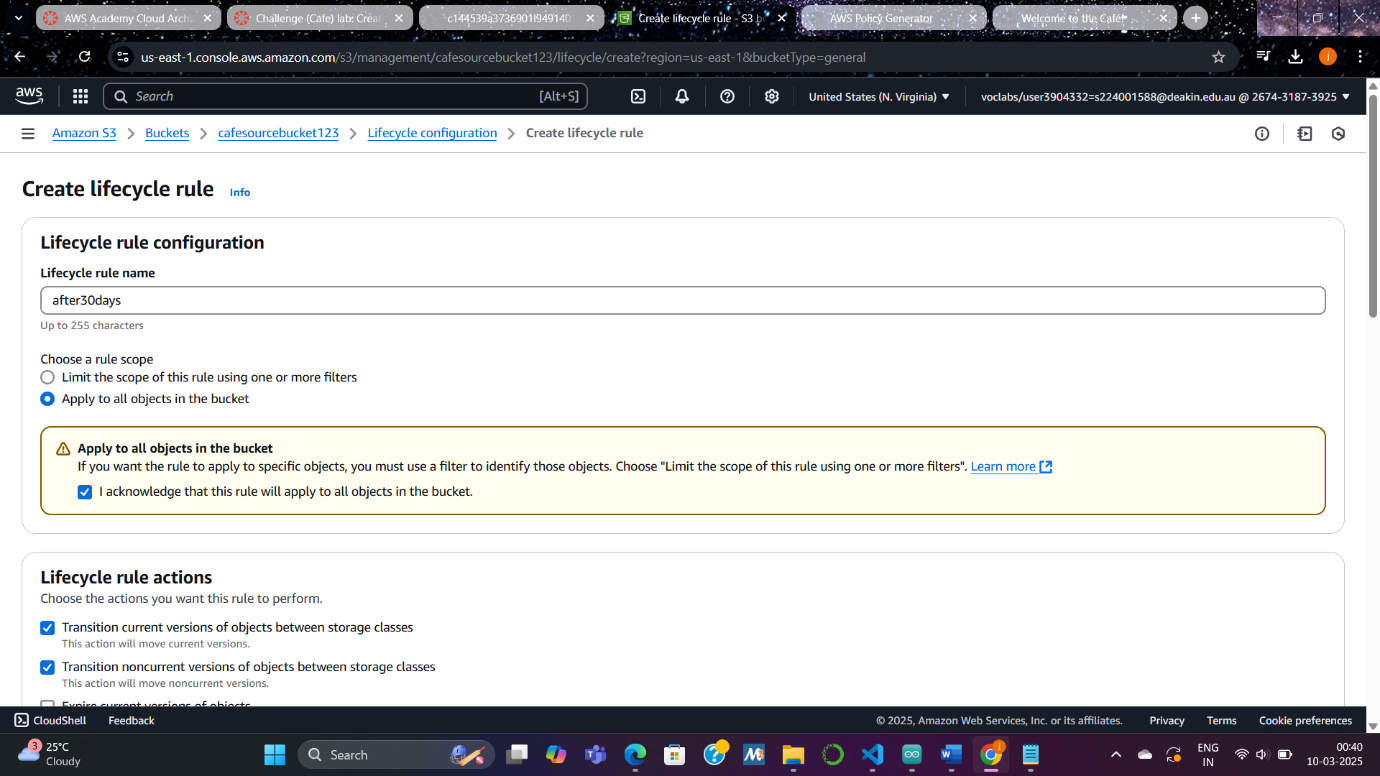 AWS Academy Cloud Archi
Challenge (Cafe) lab: Creat
c144539a3736901l949140
Create lifecycle rule S3 b
AWS Policy Generator
Welcome to the Café!
us-east-1.console.aws.amazon.com/s3/management/cafesourcebucket123/lifecycle/create?region=us-east-1&bucketType=general
j
aws
Search [Alt+S]
United States (N. Virginia)
voclabs/user3904332=s224001588@deakin.edu.au @ 2674-3187-3925
Amazon S3 > Buckets > cafesourcebucket123 > Lifecycle configuration > Create lifecycle rule
Create lifecycle rule Info
Lifecycle rule configuration
Lifecycle rule name
after30days
Up to 255 characters
Choose a rule scope
Limit the scope of this rule using one or more filters
Apply to all objects in the bucket
Apply to all objects in the bucket
If you want the rule to apply to specific objects, you must use a filter to identify those objects. Choose "Limit the scope of this rule using one or more filters". Learn more
I acknowledge that this rule will apply to all objects in the bucket.
Lifecycle rule actions
Choose the actions you want this rule to perform.
Transition current versions of objects between storage classes
This action will move current versions.
Transition noncurrent versions of objects between storage classes
This action will move noncurrent versions.
Expire current versions of objects
CloudShell Feedback © 2025, Amazon Web Services, Inc. or its affiliates. Privacy Terms Cookie preferences
3
25°C
Cloudy
Search
ENG
IN
00:40
10-03-2025